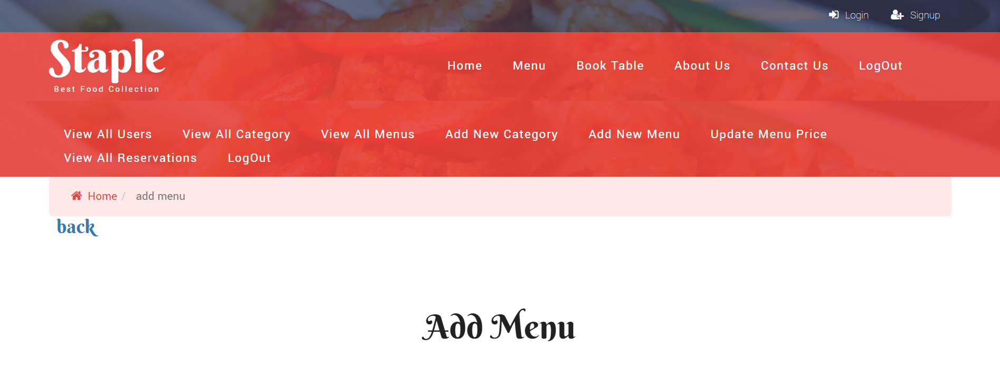 Login Signup
Staple
Best Food Collection
Home Menu Book Table About Us Contact Us LogOut
View All Users View All Category View All Menus Add New Category Add New Menu Update Menu Price
View All Reservations LogOut
Home / add menu
back
Add Menu